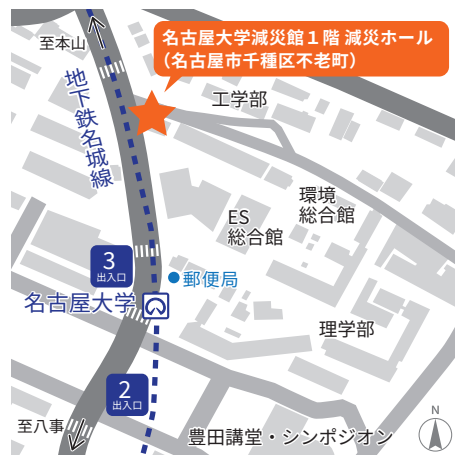 至本山
名古屋大学減災館１階 減災ホール
（名古屋市千種区不老町）
地下鉄名城線
工学部
環境
総合館
ES
総合館
3
出入口
郵便局
名古屋大学
理学部
2
出入口
至八事
豊田講堂・シンポジオン
N